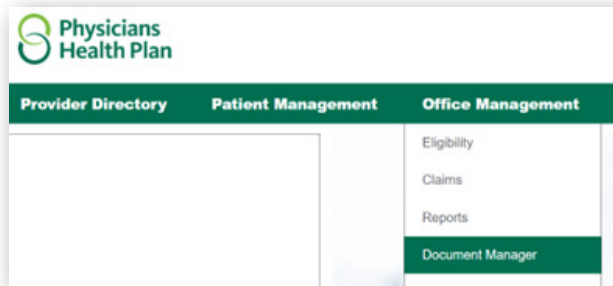 Physicians
Health Plan
Provider Directory Patient Management Office Management
Eligibility
Claims
Reports
Document Manager